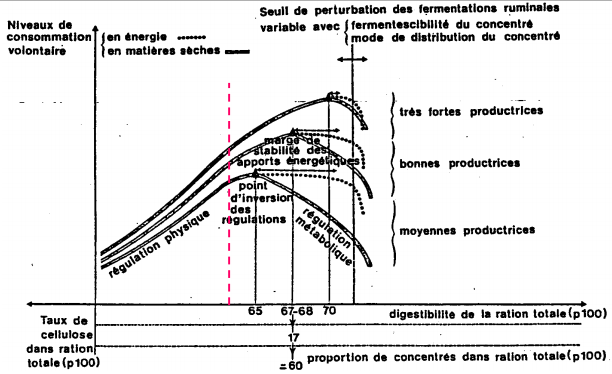 Seuil de perturbation des fermentations ruminales
variable avec { fermentescibilité du concentré
mode de distribution du concentré
Niveaux de
consommation
volontaire
{ en énergie
en matières sèches
très fortes productrices
bonnes productrices
moyennes productrices
marge de
stabilité des
apports énergétiques
point
d'inversion
des
régulations
régulation physique
régulation
métabolique
65
67-68
70
digestibilité de la ration totale (p100)
Taux de
cellulose
dans ration
totale (p100)
17
proportion de concentrés dans ration totale (p100)
≃60